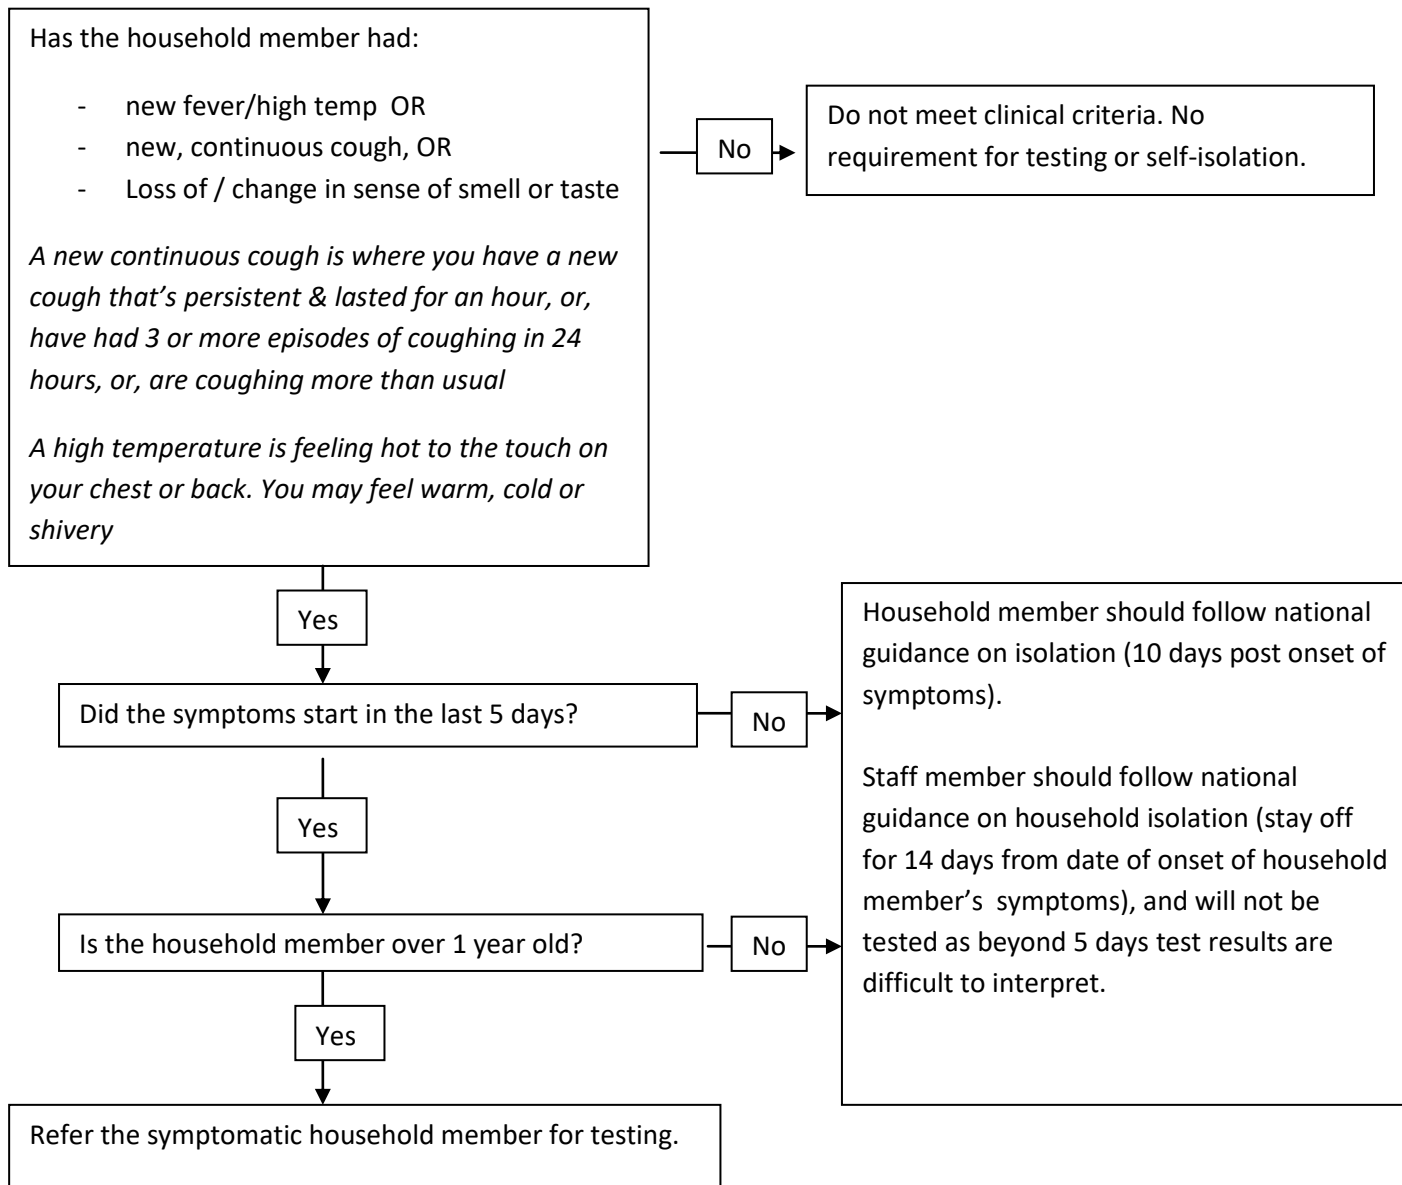 Has the household member had:
- new fever/high temp OR
- new, continuous cough, OR
- Loss of / change in sense of smell or taste
A new continuous cough is where you have a new
cough that’s persistent & lasted for an hour, or,
have had 3 or more episodes of coughing in 24
hours, or, are coughing more than usual
A high temperature is feeling hot to the touch on
your chest or back. You may feel warm, cold or
shivery
No
Do not meet clinical criteria. No
requirement for testing or self-isolation.
Yes
Did the symptoms start in the last 5 days?
No
Household member should follow national
guidance on isolation (10 days post onset of
symptoms).
Staff member should follow national
guidance on household isolation (stay off
for 14 days from date of onset of household
member’s symptoms), and will not be
tested as beyond 5 days test results are
difficult to interpret.
Yes
Is the household member over 1 year old?
No
Yes
Refer the symptomatic household member for testing.